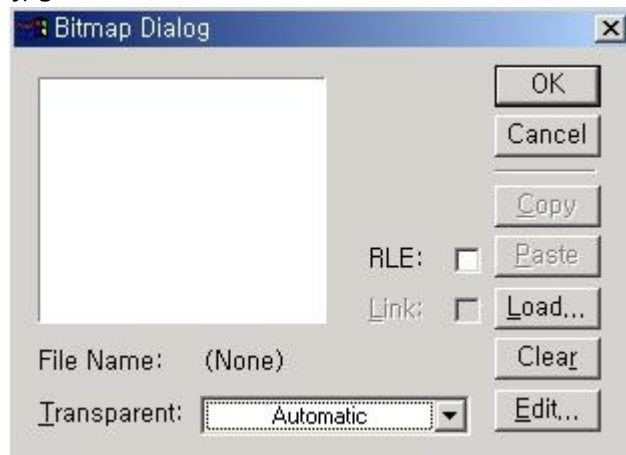 Bitmap Dialog
OK
Cancel
Copy
RLE:
Paste
Link:
Load...
File Name: (None)
Clear
Transparent: Automatic
Edit...